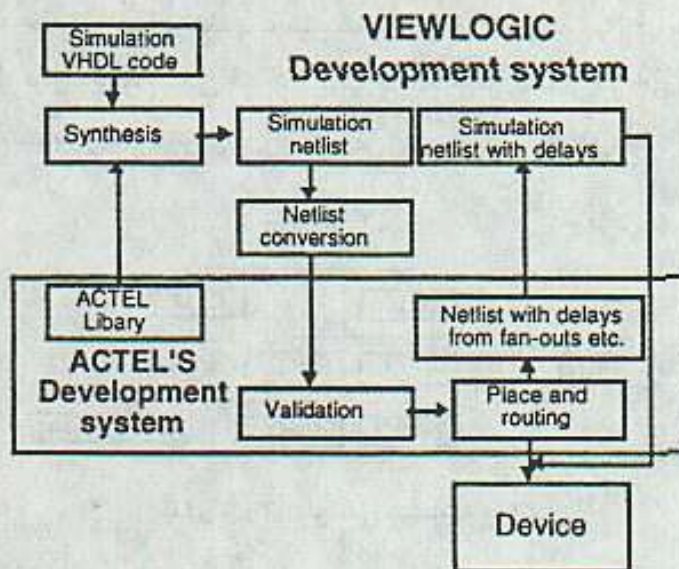 VIEWLOGIC
Development system
Simulation
VHDL code
Synthesis
Simulation
netlist
Simulation
netlist with delays
Netlist
conversion
ACTEL
Libary
ACTEL'S
Development
system
Netlist with delays
from fan-outs etc.
Validation
Place and
routing
Device